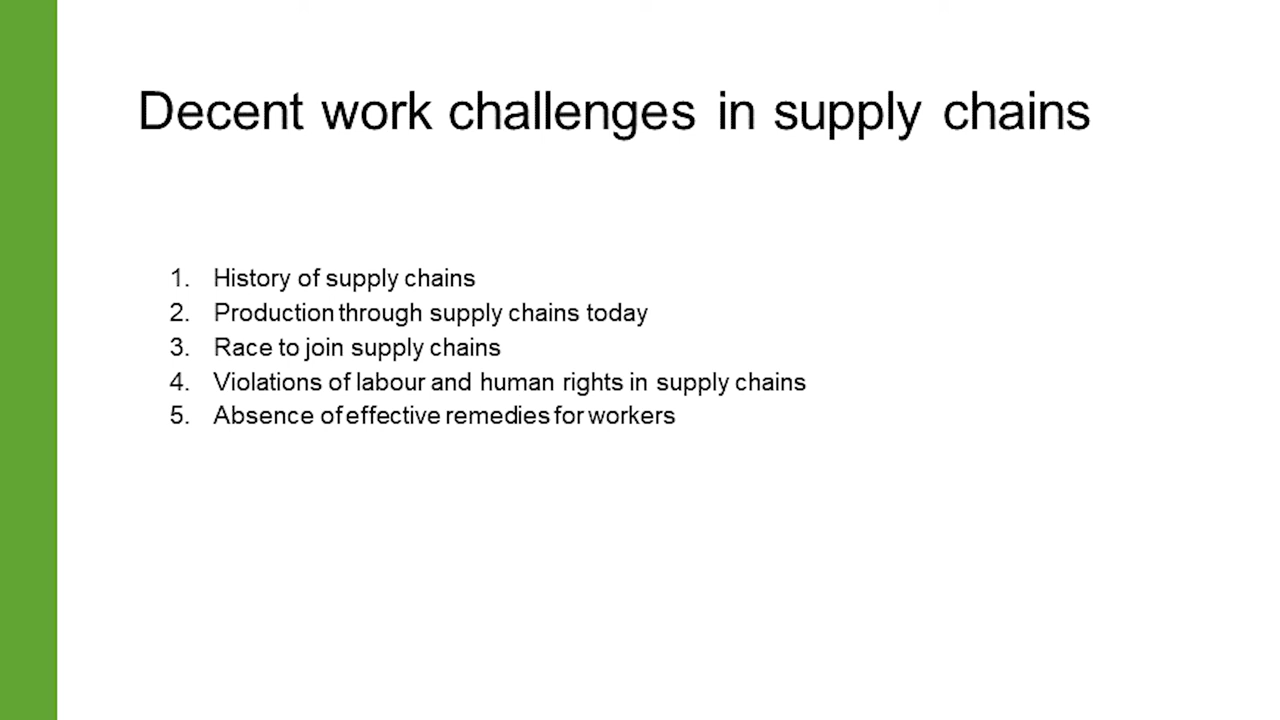 Decent work challenges in supply chains
1. History of supply chains
2. Production through supply chains today
3. Race to join supply chains
4. Violations of labour and human rights in supply chains
5. Absence of effective remedies for workers